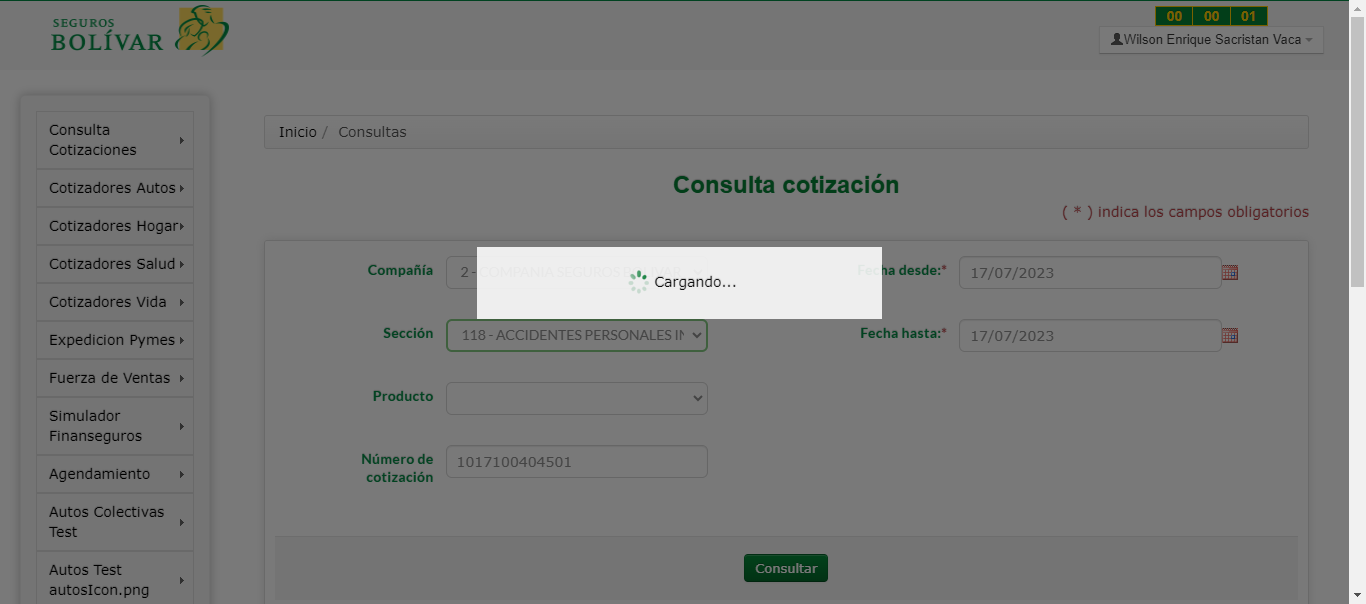 SEGUROS
BOLÍVAR
00 00 01
Wilson Enrique Sacristan Vaca
Consulta
Cotizaciones
Cotizadores Autos
Cotizadores Hogar
Cotizadores Salud
Cotizadores Vida
Expedicion Pymes
Fuerza de Ventas
Simulador
Finanseguros
Agendamiento
Autos Colectivas
Test
Autos Test
autosIcon.png
Inicio / Consultas
Consulta cotización
( * ) indica los campos obligatorios
Compañía
2 - COMPAÑIA SEGUROS BOLIVAR
Fecha desde:*
17/07/2023
Cargando...
Sección
118 - ACCIDENTES PERSONALES IN
Fecha hasta:*
17/07/2023
Producto
Número de
cotización
1017100404501
Consultar